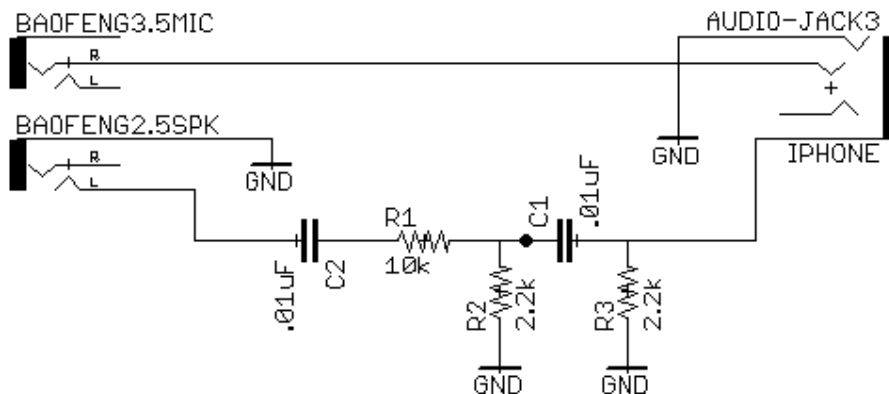 BAOFENG3.5MIC
AUDIO-JACK3
R
L
BAOFENG2.5SPK
R
L
GND
GND
IPHONE
.01uF
C2
R1
10k
C1
.01uF
R2
2.2k
R3
2.2k
GND
GND